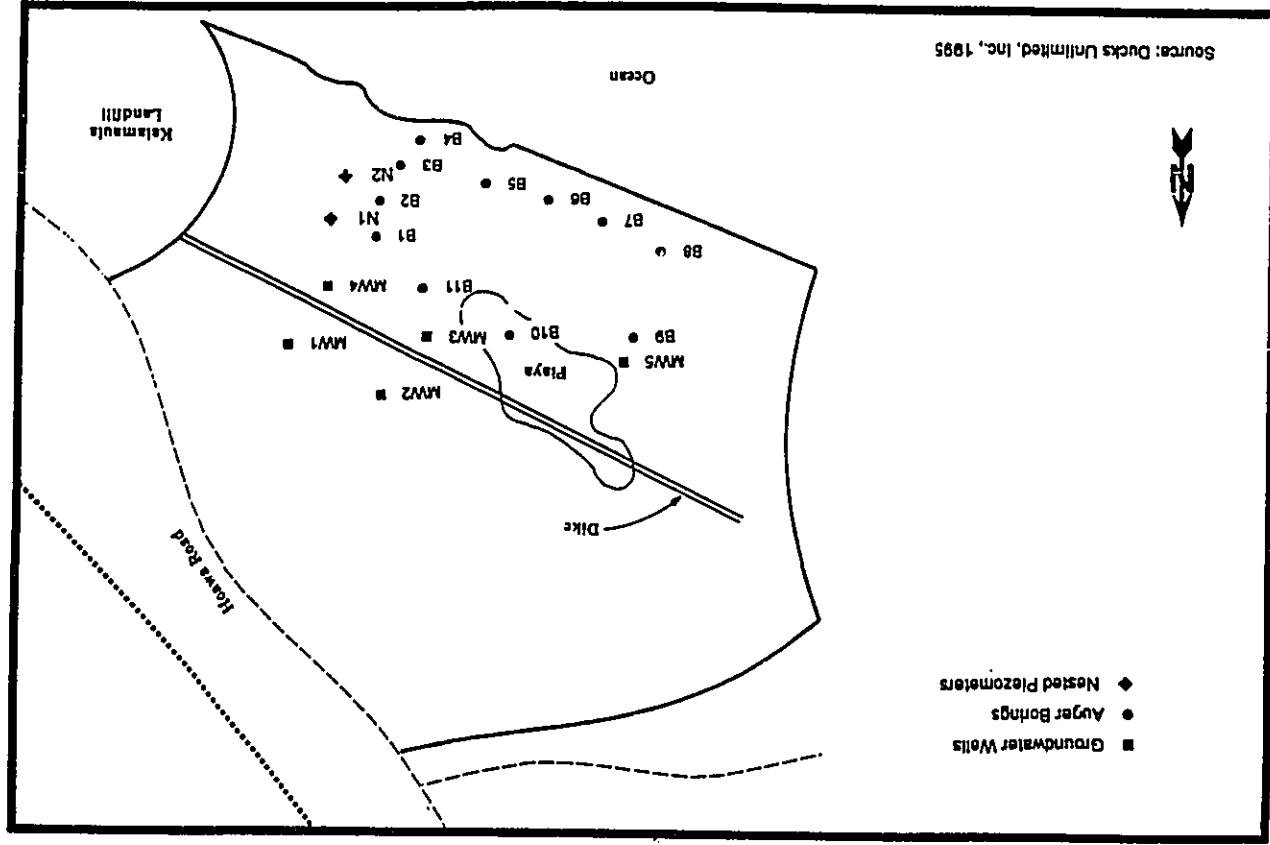 Groundwater Wells
Auger Borings
Nested Piezometers
Hoawa Road
Dike
MW2
Playa
MW5
B9
B10
MW3
MW1
B11
MW4
B8
B7
B1
N1
B6
B2
B5
N2
B3
B4
N
Kalamaula
Landfill
Ocean
Source: Ducks Unlimited, Inc., 1995